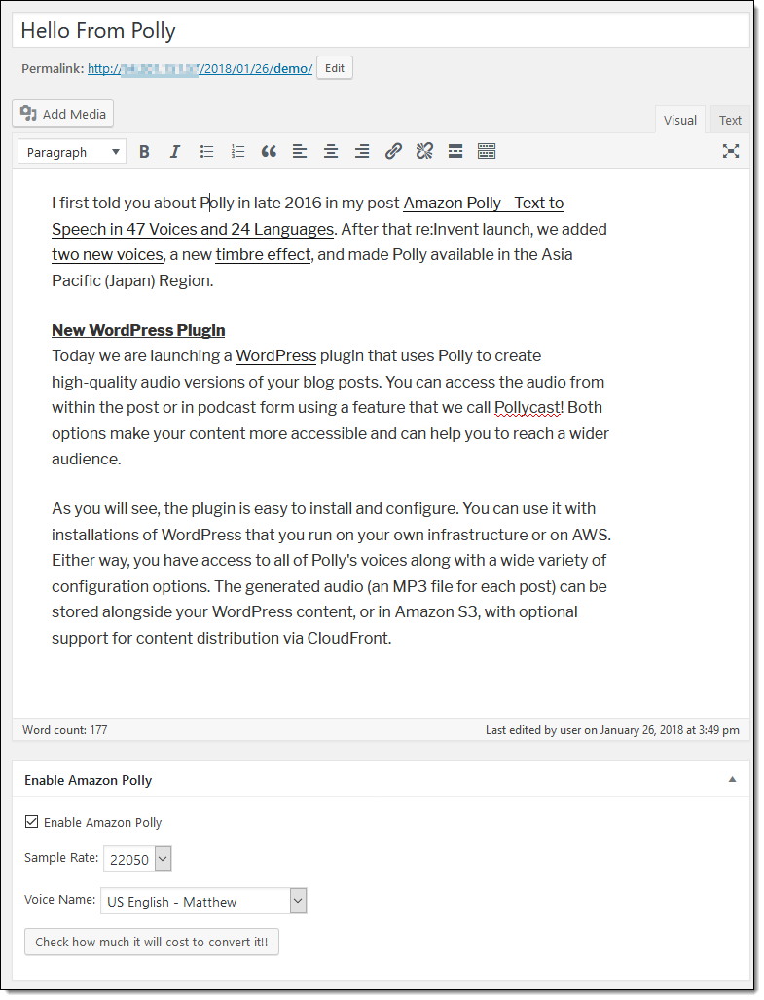 Hello From Polly
Permalink: http:// /2018/01/26/demo/ Edit
Add Media
Visual Text
Paragraph B I
I first told you about Polly in late 2016 in my post Amazon Polly - Text to
Speech in 47 Voices and 24 Languages. After that re:Invent launch, we added
two new voices, a new timbre effect, and made Polly available in the Asia
Pacific (Japan) Region.
New WordPress Plugin
Today we are launching a WordPress plugin that uses Polly to create
high-quality audio versions of your blog posts. You can access the audio from
within the post or in podcast form using a feature that we call Pollycast! Both
options make your content more accessible and can help you to reach a wider
audience.
As you will see, the plugin is easy to install and configure. You can use it with
installations of WordPress that you run on your own infrastructure or on AWS.
Either way, you have access to all of Polly's voices along with a wide variety of
configuration options. The generated audio (an MP3 file for each post) can be
stored alongside your WordPress content, or in Amazon S3, with optional
support for content distribution via CloudFront.
Word count: 177 Last edited by user on January 26, 2018 at 3:49 pm
Enable Amazon Polly
Enable Amazon Polly
Sample Rate: 22050
Voice Name: US English - Matthew
Check how much it will cost to convert it!!